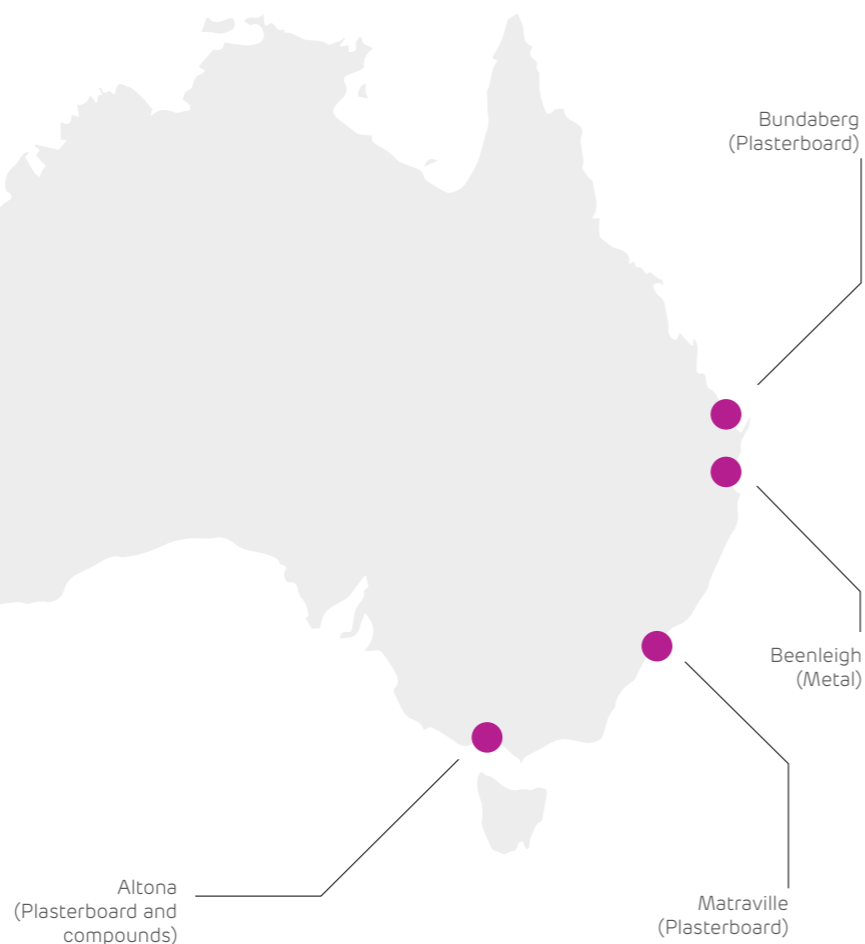 Bundaberg
(Plasterboard)
Beenleigh
(Metal)
Altona
(Plasterboard and
compounds)
Matraville
(Plasterboard)